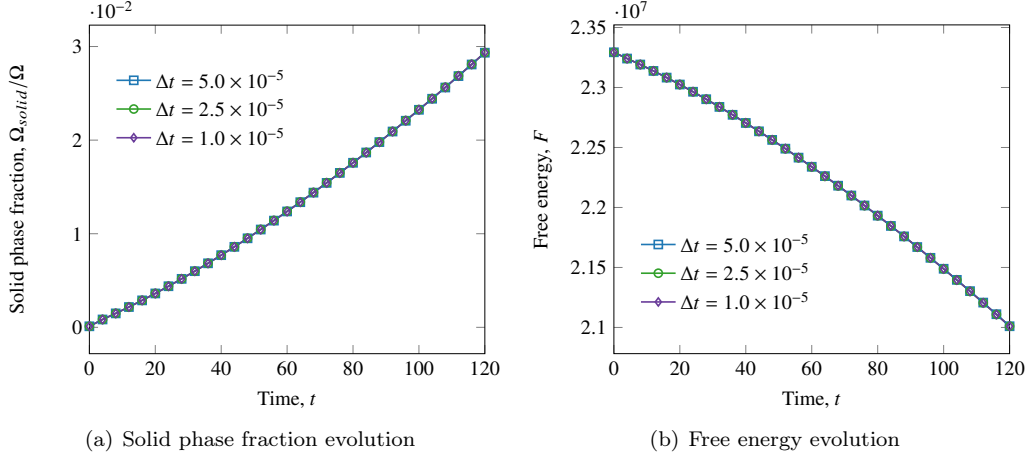 ·10⁻²
3
2
1
0
Solid phase fraction, Ω_solid/Ω
Δt = 5.0 × 10⁻⁵
Δt = 2.5 × 10⁻⁵
Δt = 1.0 × 10⁻⁵
0 20 40 60 80 100 120
Time, t
(a) Solid phase fraction evolution
·10⁷
2.35
2.3
2.25
2.2
2.15
2.1
Free energy, F
Δt = 5.0 × 10⁻⁵
Δt = 2.5 × 10⁻⁵
Δt = 1.0 × 10⁻⁵
0 20 40 60 80 100 120
Time, t
(b) Free energy evolution